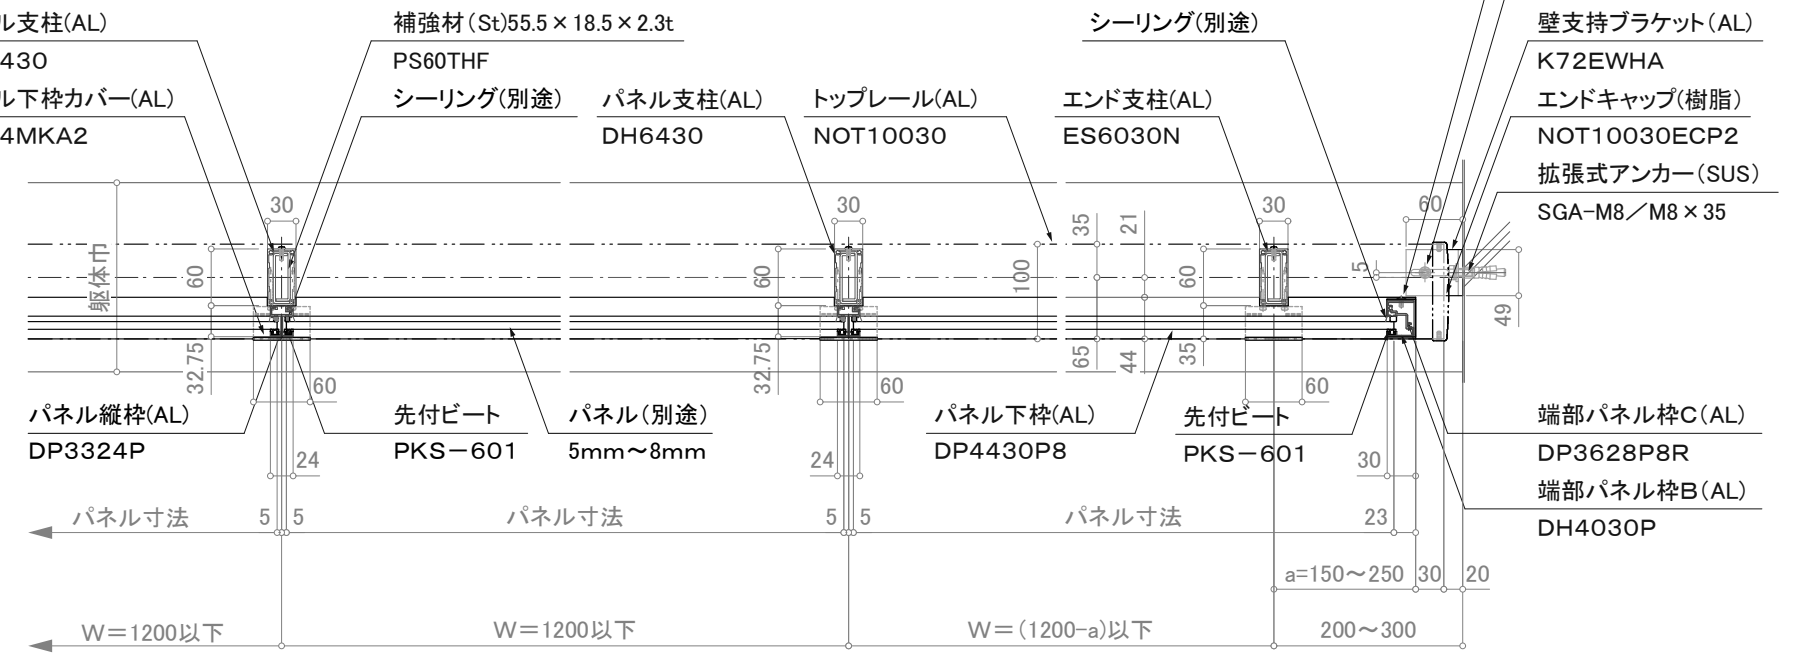 ル支柱(AL)
430
ル下枠カバー(AL)
4MKA2
補強材(St)55.5×18.5×2.3t
PS60THF
シーリング(別途)
パネル支柱(AL)
DH6430
トップレール(AL)
NOT10030
シーリング(別途)
エンド支柱(AL)
ES6030N
壁支持ブラケット(AL)
K72EWHA
エンドキャップ(樹脂)
NOT10030ECP2
拡張式アンカー(SUS)
SGA-M8/M8×35
躯体巾
30
60
32.75
60
24
30
60
32.75
60
24
100
35
65
21
44
30
60
35
60
60
5
49
30
パネル縦枠(AL)
DP3324P
先付ビート
PKS-601
パネル(別途)
5mm~8mm
パネル下枠(AL)
DP4430P8
先付ビート
PKS-601
端部パネル枠C(AL)
DP3628P8R
端部パネル枠B(AL)
DH4030P
パネル寸法
5
5
パネル寸法
5
5
パネル寸法
23
a=150~250
30
20
W=1200以下
W=1200以下
W=(1200-a)以下
200~300